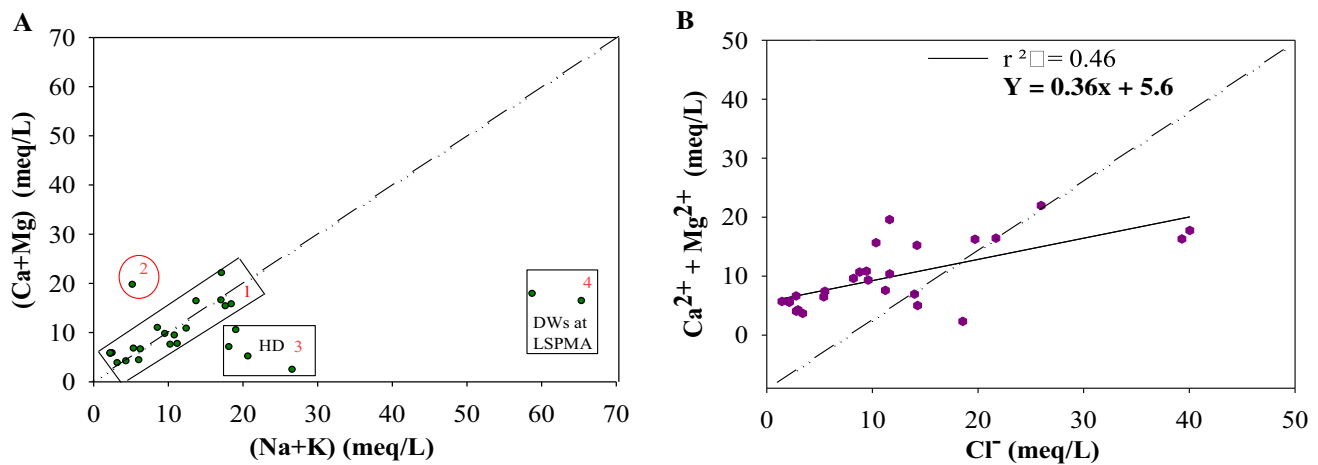 A
(Ca+Mg) (meq/L)
70
60
50
40
30
20
10
0
2
1
HD 3
4
DWs at
LSPMA
0 10 20 30 40 50 60 70
(Na+K) (meq/L)
B
Ca²⁺ + Mg²⁺ (meq/L)
50
40
30
20
10
0
r ²□= 0.46
Y = 0.36x + 5.6
0 10 20 30 40 50
Cl⁻ (meq/L)